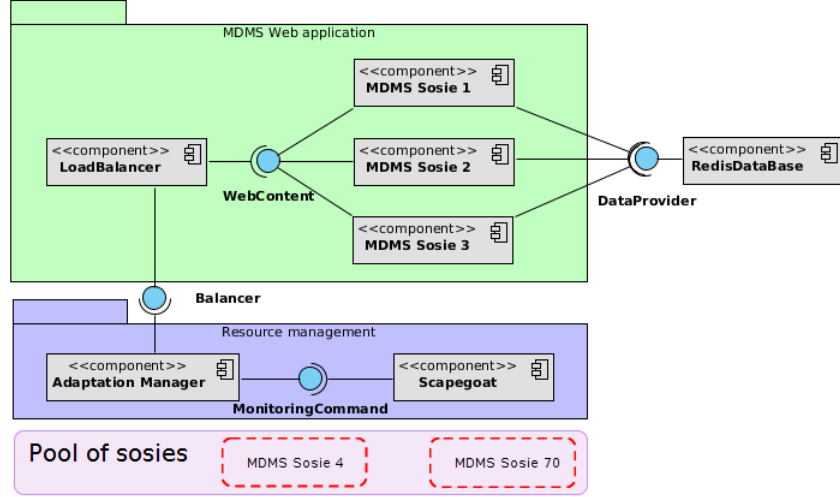 MDMS Web application
<<component>>
MDMS Sosie 1
<<component>>
LoadBalancer
<<component>>
MDMS Sosie 2
<<component>>
RedisDataBase
WebContent
DataProvider
<<component>>
MDMS Sosie 3
Balancer
Resource management
<<component>>
Adaptation Manager
<<component>>
Scapegoat
MonitoringCommand
Pool of sosies
MDMS Sosie 4
MDMS Sosie 70